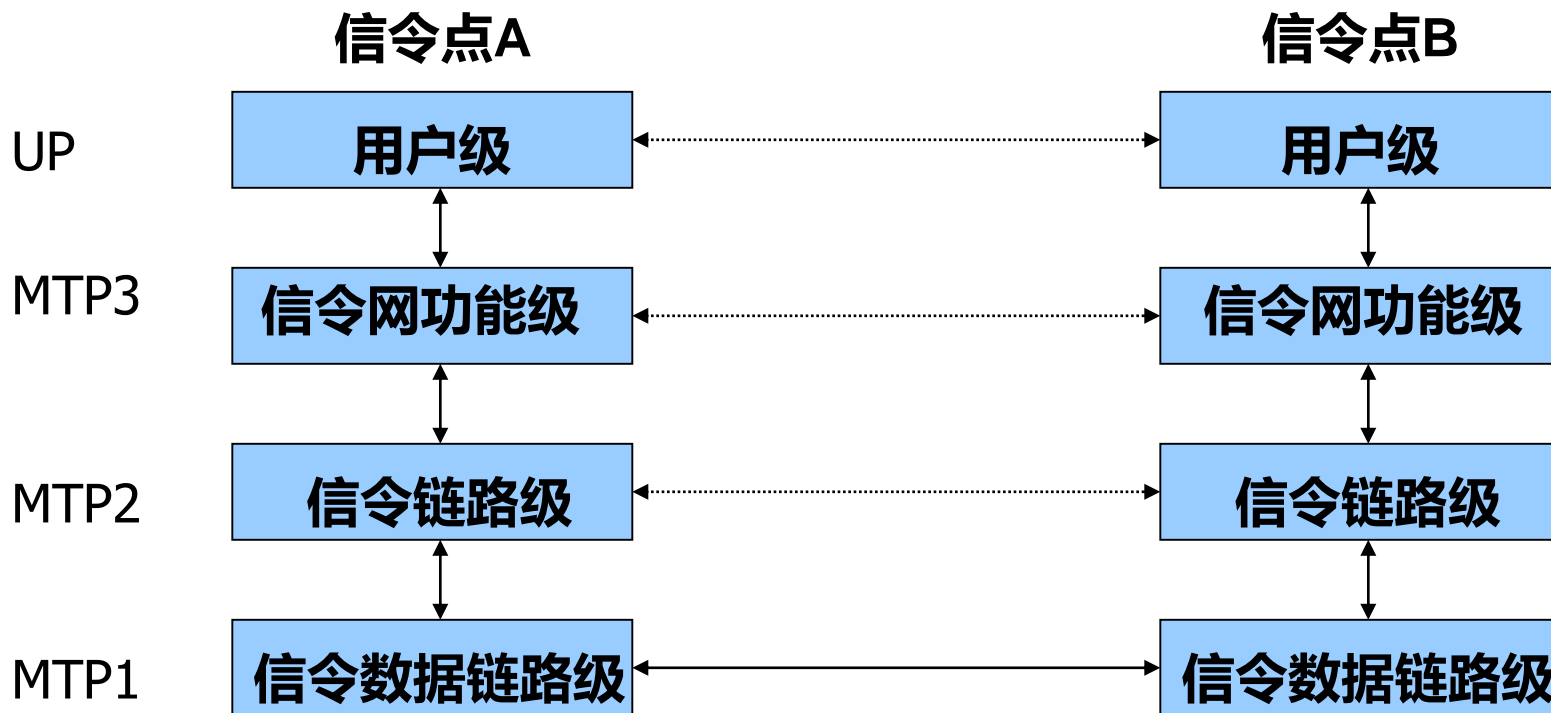 信令点A 信令点B
UP 用户级 用户级
MTP3 信令网功能级 信令网功能级
MTP2 信令链路级 信令链路级
MTP1 信令数据链路级 信令数据链路级